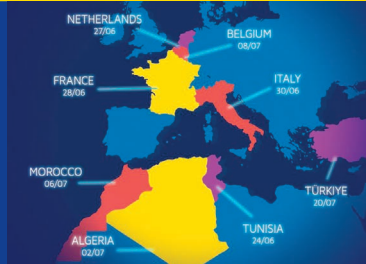 NETHERLANDS
27/06
BELGIUM
08/07
FRANCE
28/06
ITALY
30/06
MOROCCO
06/07
TÜRKIYE
20/07
TUNISIA
24/06
ALGERIA
02/07